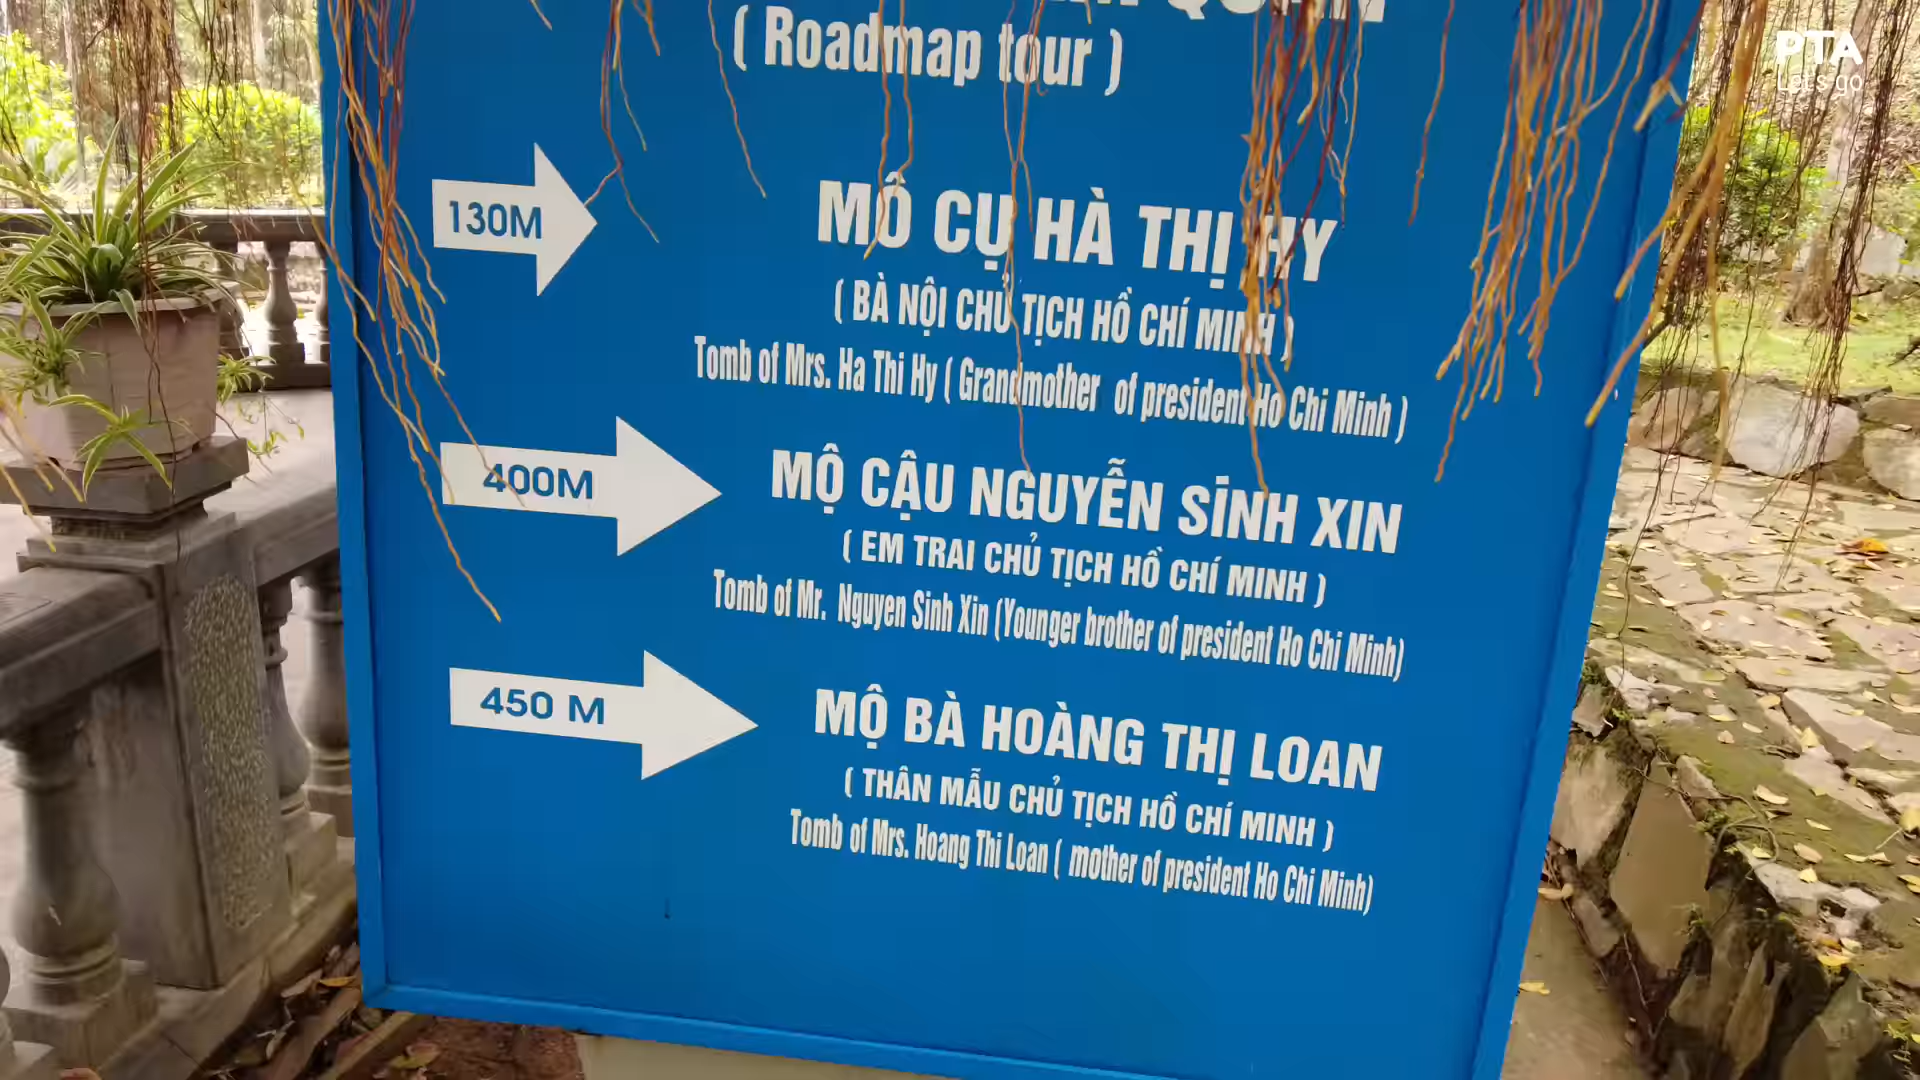 ( Roadmap tour )
PTA
Let's go
130M
MỘ CỤ HÀ THỊ HY
( BÀ NỘI CHỦ TỊCH HỒ CHÍ MINH )
Tomb of Mrs. Ha Thi Hy ( Grandmother of president Ho Chi Minh )
400M
MỘ CẬU NGUYỄN SINH XIN
( EM TRAI CHỦ TỊCH HỒ CHÍ MINH )
Tomb of Mr. Nguyen Sinh Xin (Younger brother of president Ho Chi Minh)
450 M
MỘ BÀ HOÀNG THỊ LOAN
( THÂN MẪU CHỦ TỊCH HỒ CHÍ MINH )
Tomb of Mrs. Hoang Thi Loan ( mother of president Ho Chi Minh)